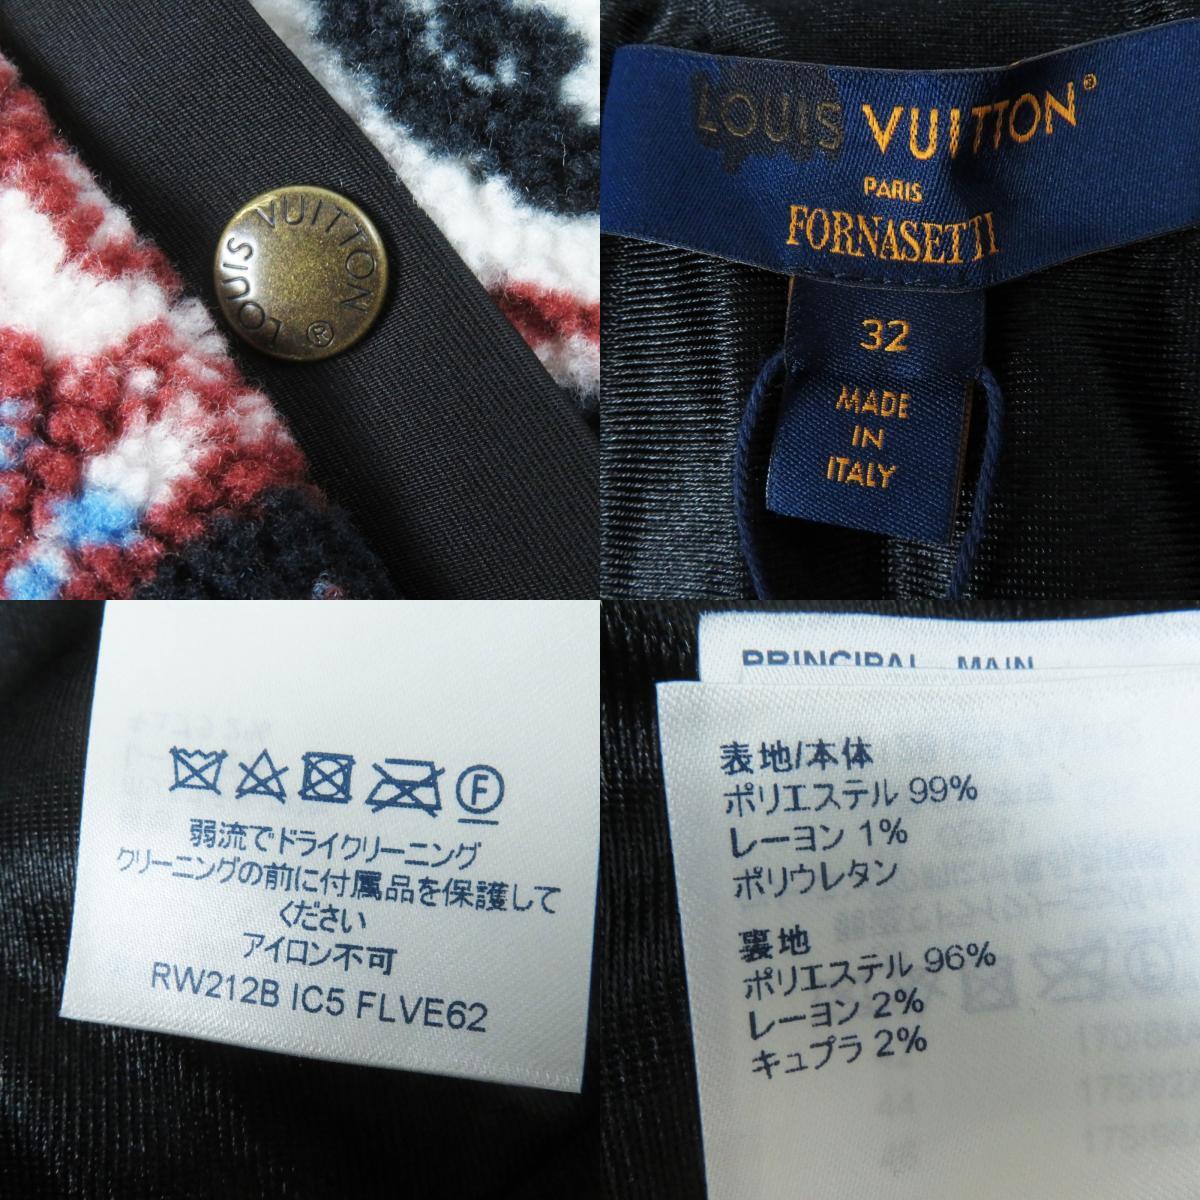 LOUIS VUITTON ®
LOUIS VUITTON®
PARIS
FORNASETTI
32
MADE
IN
ITALY
弱流でドライクリーニング
クリーニングの前に付属品を保護して
ください
アイロン不可
RW212B IC5 FLVE62
F
PRINCIPAL - MAIN
表地/本体
ポリエステル 99%
レーヨン 1%
ポリウレタン
裏地
ポリエステル 96%
レーヨン 2%
キュプラ 2%